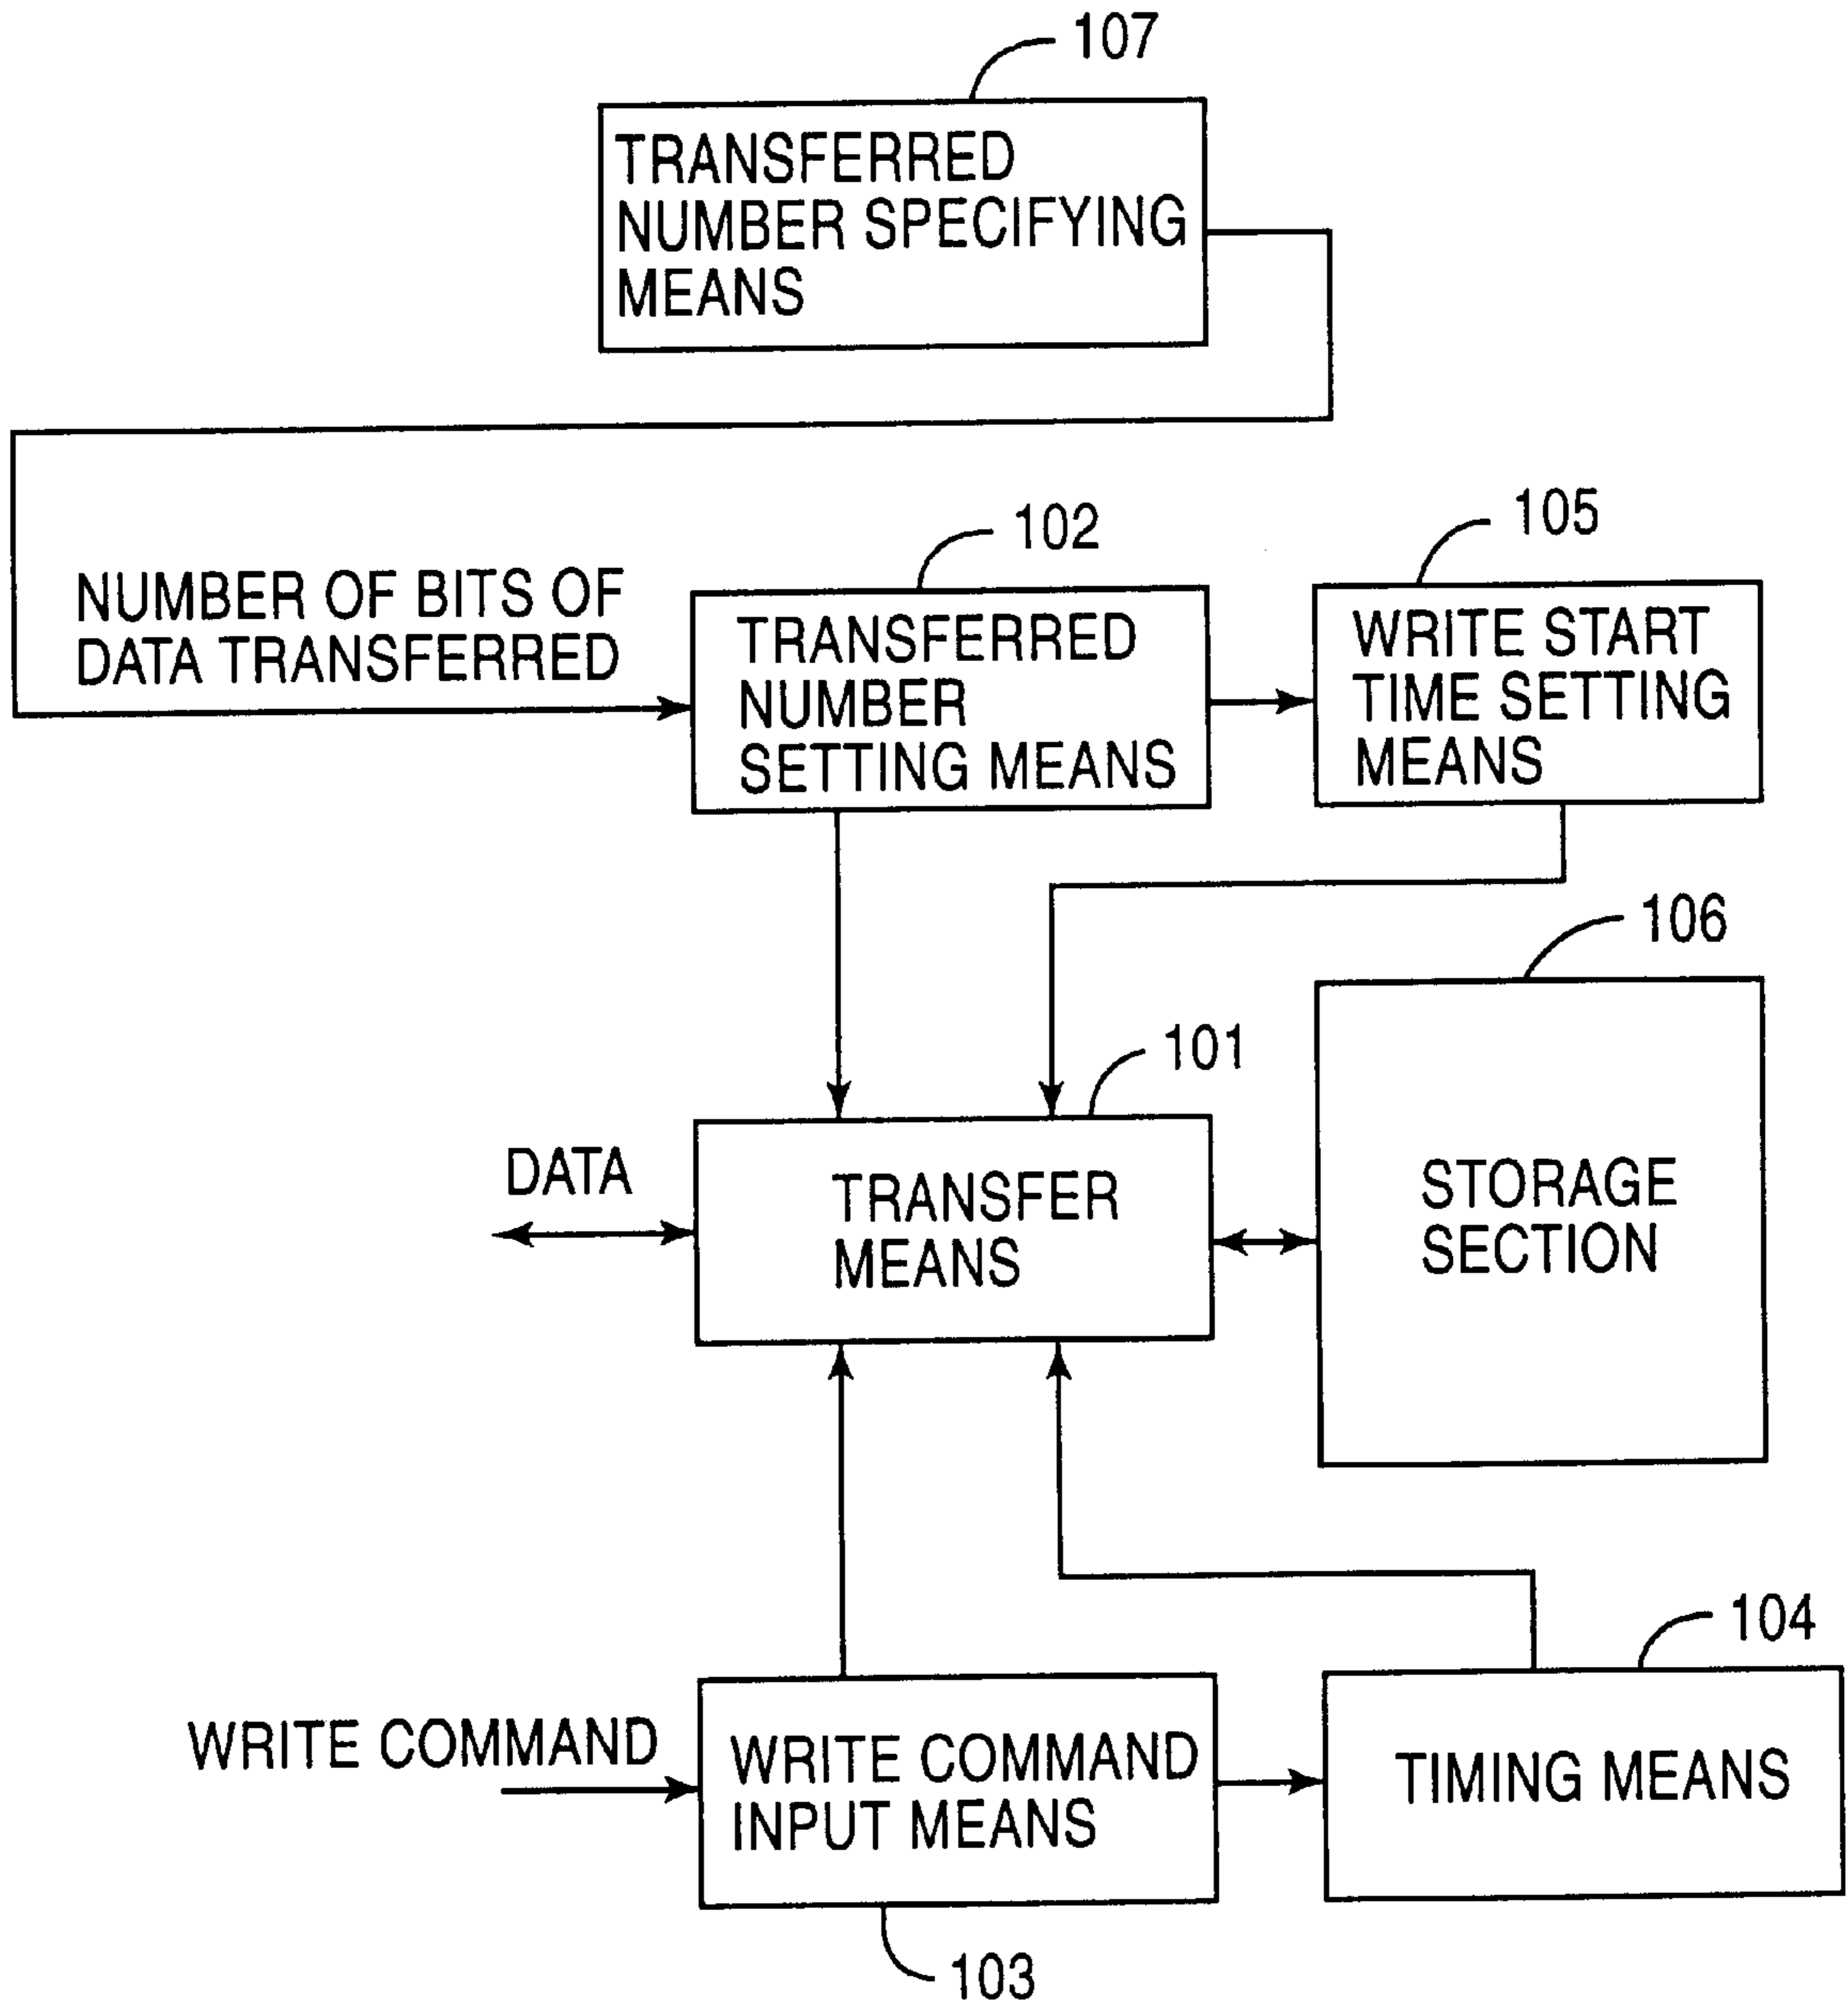 107
TRANSFERRED
NUMBER SPECIFYING
MEANS
102
105
NUMBER OF BITS OF
DATA TRANSFERRED
TRANSFERRED
NUMBER
SETTING MEANS
WRITE START
TIME SETTING
MEANS
106
101
DATA
TRANSFER
MEANS
STORAGE
SECTION
104
WRITE COMMAND
WRITE COMMAND
INPUT MEANS
TIMING MEANS
103